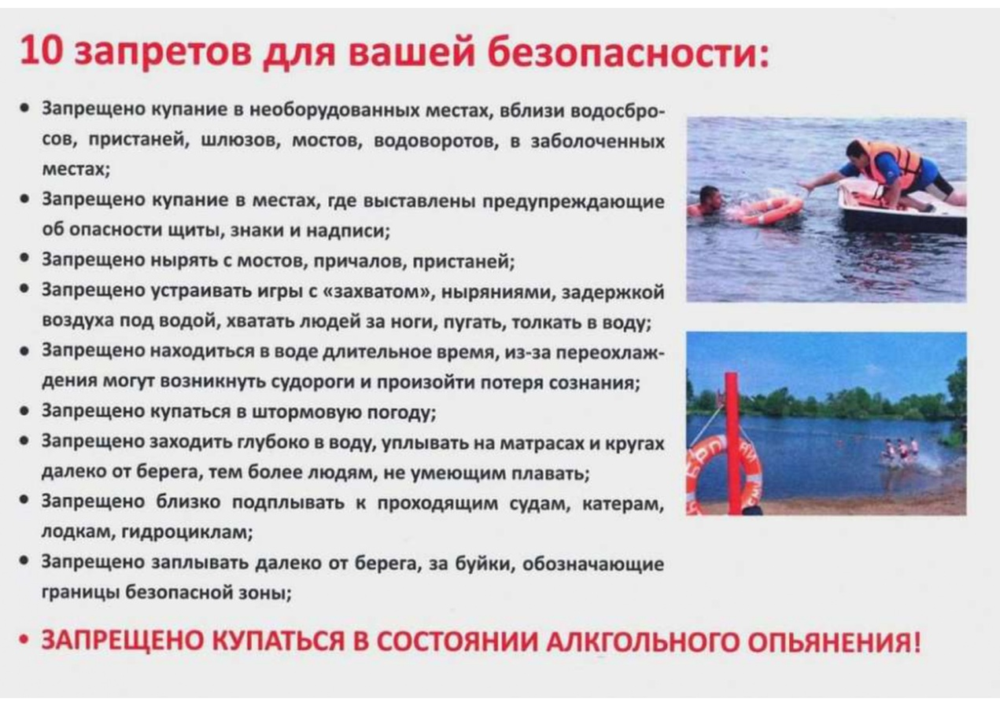 10 запретов для вашей безопасности:
• Запрещено купание в необорудованных местах, вблизи водосбро-
сов, пристаней, шлюзов, мостов, водоворотов, в заболоченных
местах;
• Запрещено купание в местах, где выставлены предупреждающие
об опасности щиты, знаки и надписи;
• Запрещено нырять с мостов, причалов, пристаней;
• Запрещено устраивать игры с «захватом», ныряниями, задержкой
воздуха под водой, хватать людей за ноги, пугать, толкать в воду;
• Запрещено находиться в воде длительное время, из-за переохлаж-
дения могут возникнуть судороги и произойти потеря сознания;
• Запрещено купаться в штормовую погоду;
• Запрещено заходить глубоко в воду, уплывать на матрасах и кругах
далеко от берега, тем более людям, не умеющим плавать;
• Запрещено близко подплывать к проходящим судам, катерам,
лодкам, гидроциклам;
• Запрещено заплывать далеко от берега, за буйки, обозначающие
границы безопасной зоны;
• ЗАПРЕЩЕНО КУПАТЬСЯ В СОСТОЯНИИ АЛКГОЛЬНОГО ОПЬЯНЕНИЯ!